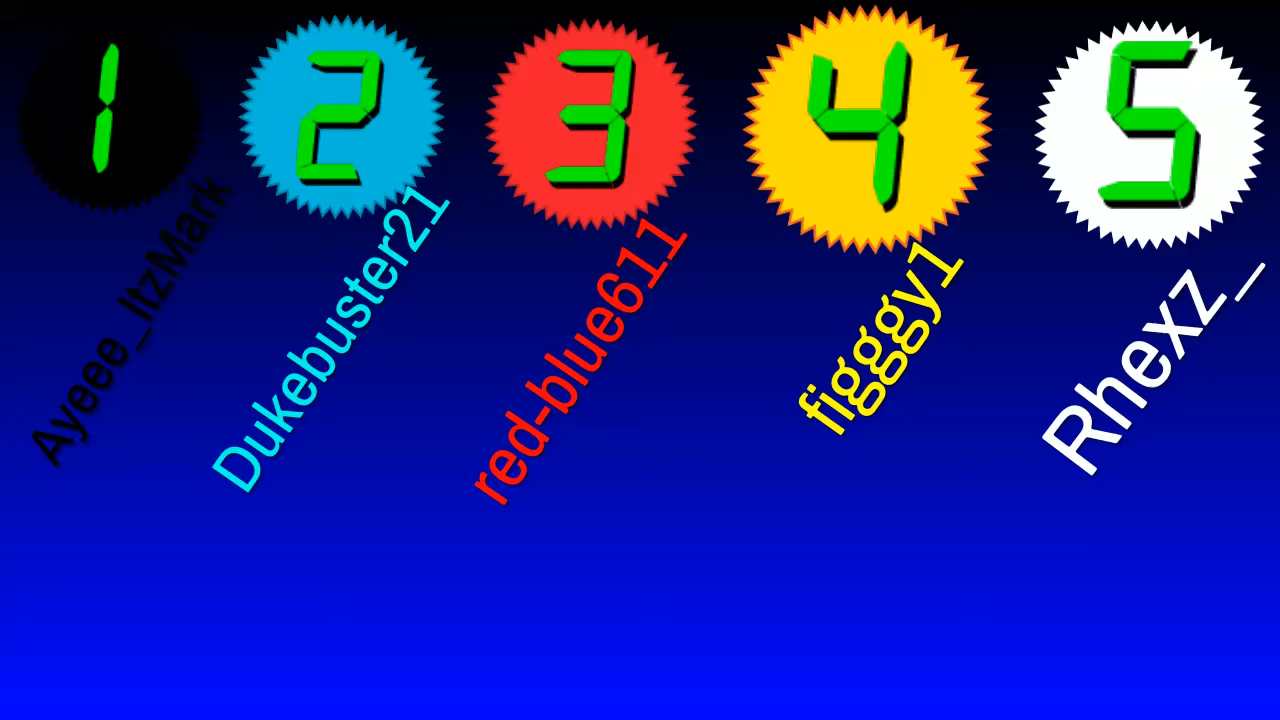 1 2 3 4 5
Ayeee_ItzMark
Dukebuster21
red-blue611
figggy1
Rhexz_